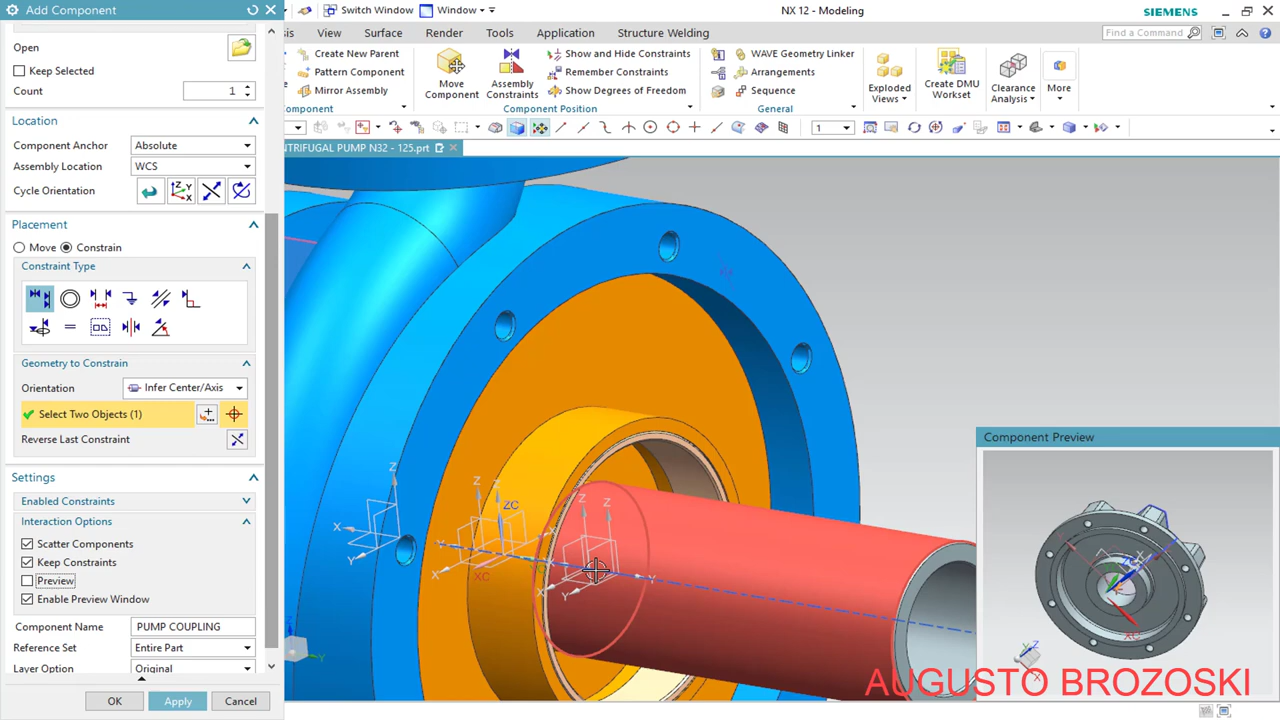 Add Component
Switch Window
Window
NX 12 - Modeling
SIEMENS
View
Surface
Render
Tools
Application
Structure Welding
Find a Command
Open
Keep Selected
Count
1
Create New Parent
Pattern Component
Mirror Assembly
Move
Component
Assembly
Constraints
Show and Hide Constraints
Remember Constraints
Show Degrees of Freedom
Component Position
WAVE Geometry Linker
Arrangements
Sequence
General
Exploded
Views
Create DMU
Workset
Clearance
Analysis
More
1
NTRIFUGAL PUMP N32 - 125.prt
Location
Component Anchor
Absolute
Assembly Location
WCS
Cycle Orientation
Placement
Move
Constrain
Constraint Type
Geometry to Constrain
Orientation
Infer Center/Axis
Select Two Objects (1)
Reverse Last Constraint
Settings
Enabled Constraints
Interaction Options
Scatter Components
Keep Constraints
Preview
Enable Preview Window
Component Name
PUMP COUPLING
Reference Set
Entire Part
Layer Option
Original
OK
Apply
Cancel
Component Preview
AUGUSTO BROZOSKI